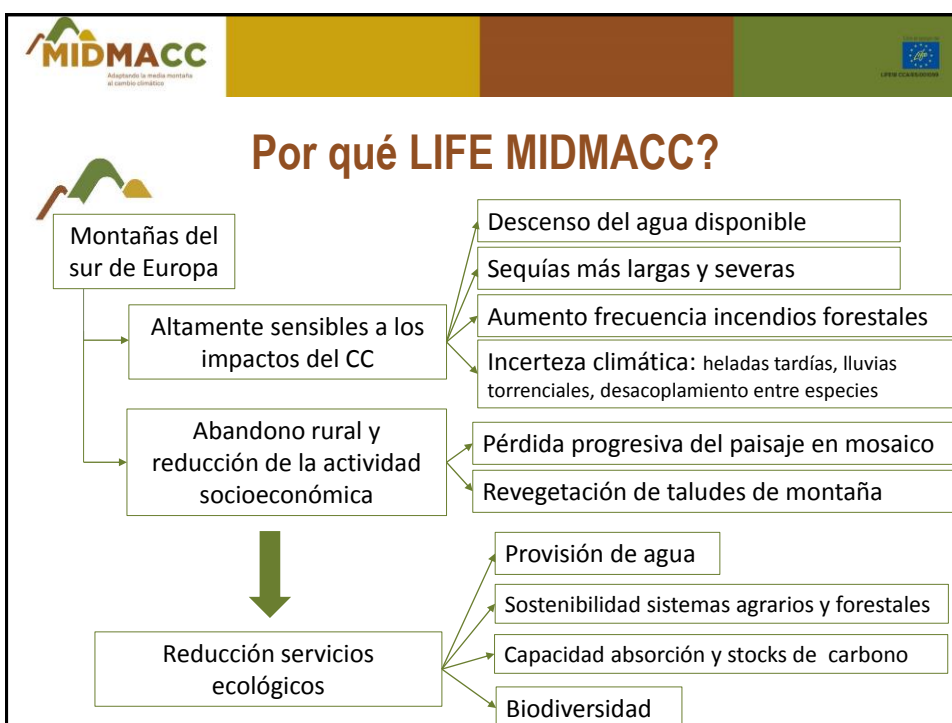 MIDMACC
Adaptando la media montaña
al cambio climático
Por qué LIFE MIDMACC?
Montañas del
sur de Europa
Altamente sensibles a los
impactos del CC
Descenso del agua disponible
Sequías más largas y severas
Aumento frecuencia incendios forestales
Incerteza climática: heladas tardías, lluvias
torrenciales, desacoplamiento entre especies
Abandono rural y
reducción de la actividad
socioeconómica
Pérdida progresiva del paisaje en mosaico
Revegetación de taludes de montaña
Reducción servicios
ecológicos
Provisión de agua
Sostenibilidad sistemas agrarios y forestales
Capacidad absorción y stocks de carbono
Biodiversidad